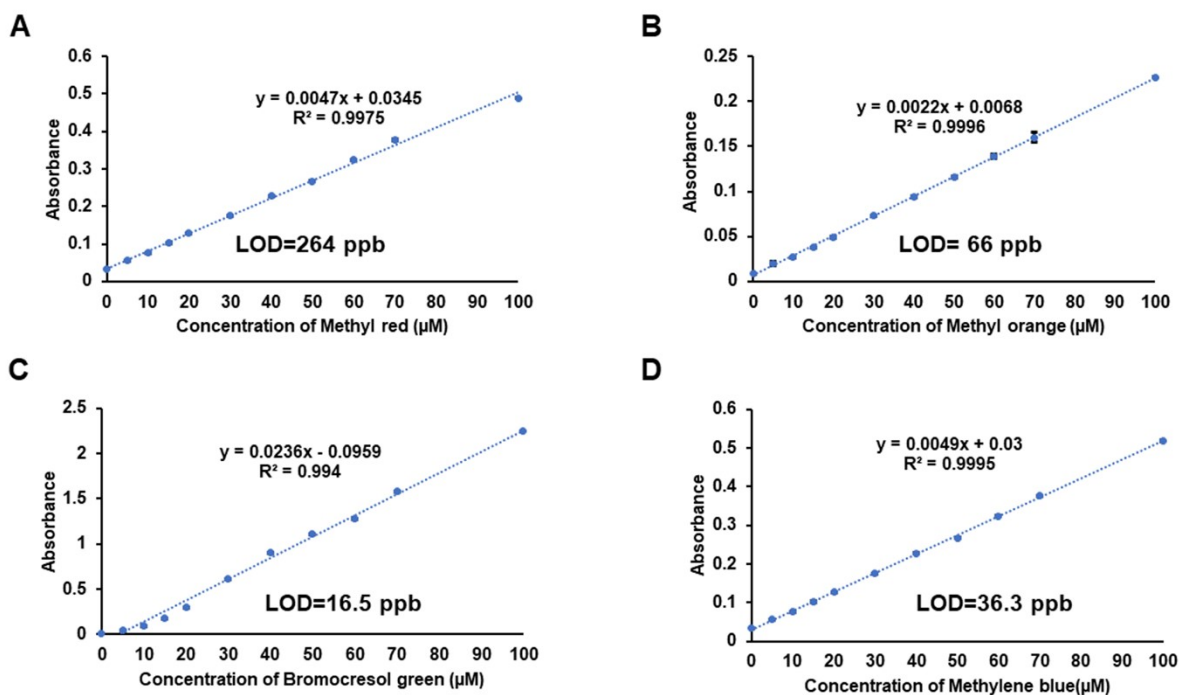 A
0.6
0.5
0.4
0.3
0.2
0.1
0
Absorbance
y = 0.0047x + 0.0345
R² = 0.9975
LOD=264 ppb
0 10 20 30 40 50 60 70 80 90 100
Concentration of Methyl red (µM)
B
0.25
0.2
0.15
0.1
0.05
0
Absorbance
y = 0.0022x + 0.0068
R² = 0.9996
LOD= 66 ppb
0 10 20 30 40 50 60 70 80 90 100
Concentration of Methyl orange (µM)
C
2.5
2
1.5
1
0.5
0
Absorbance
y = 0.0236x - 0.0959
R² = 0.994
LOD=16.5 ppb
0 10 20 30 40 50 60 70 80 90 100
Concentration of Bromocresol green (µM)
D
0.6
0.5
0.4
0.3
0.2
0.1
0
Absorbance
y = 0.0049x + 0.03
R² = 0.9995
LOD=36.3 ppb
0 10 20 30 40 50 60 70 80 90 100
Concentration of Methylene blue(µM)